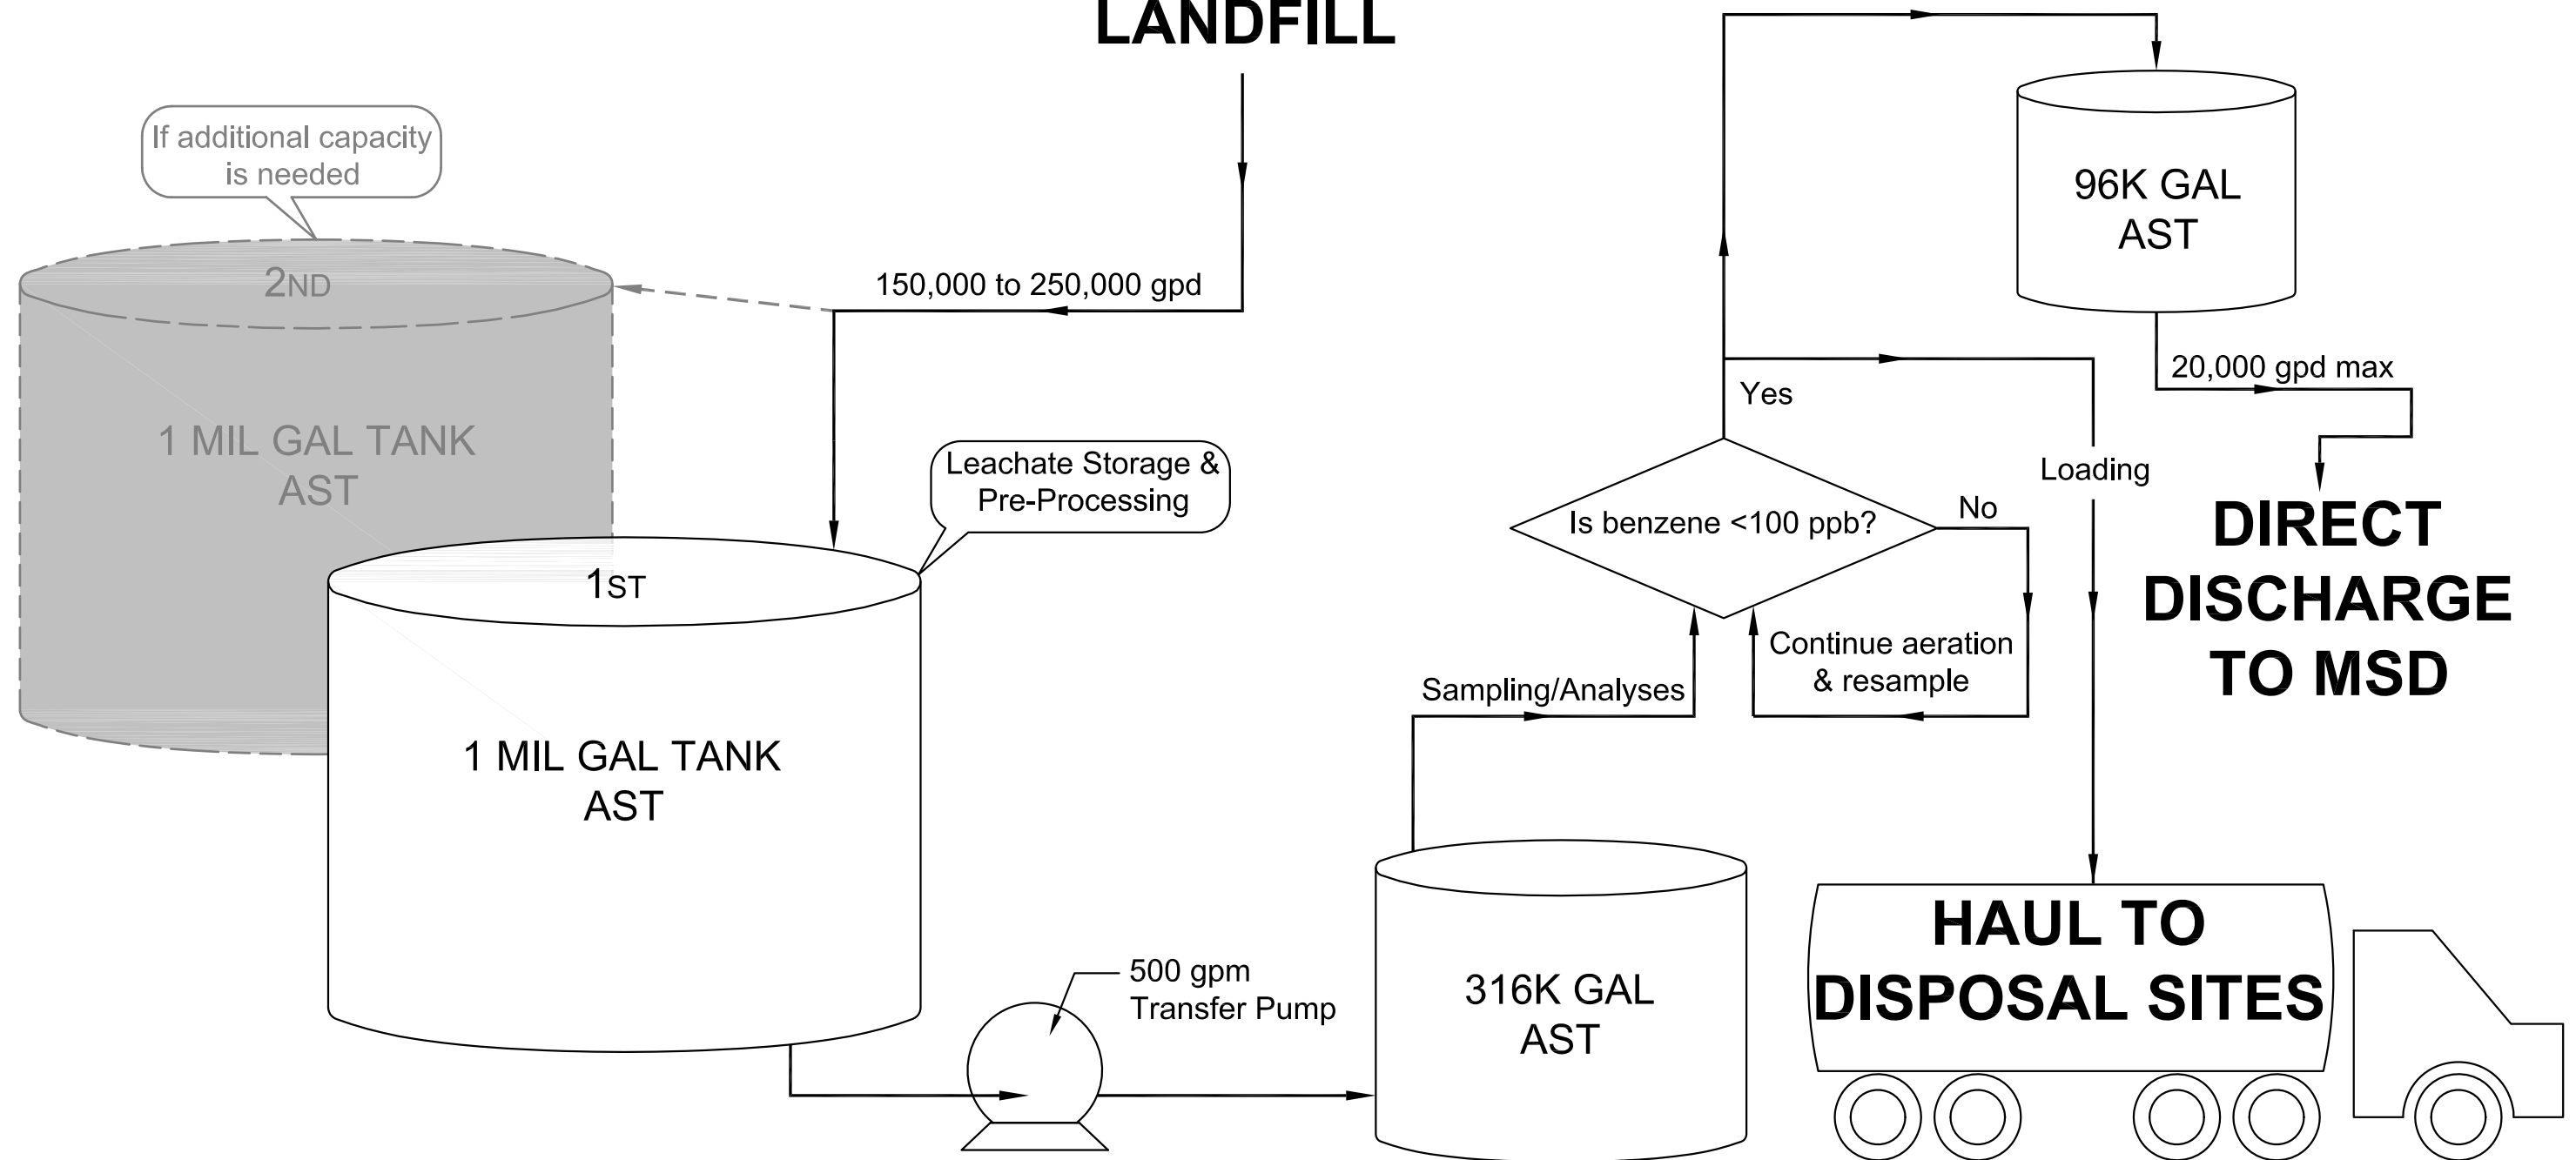 LANDFILL
If additional capacity
is needed
2ND
1 MIL GAL TANK
AST
150,000 to 250,000 gpd
Leachate Storage &
Pre-Processing
1ST
1 MIL GAL TANK
AST
500 gpm
Transfer Pump
316K GAL
AST
Sampling/Analyses
Is benzene <100 ppb?
No
Continue aeration
& resample
Yes
96K GAL
AST
20,000 gpd max
DIRECT
DISCHARGE
TO MSD
Loading
HAUL TO
DISPOSAL SITES